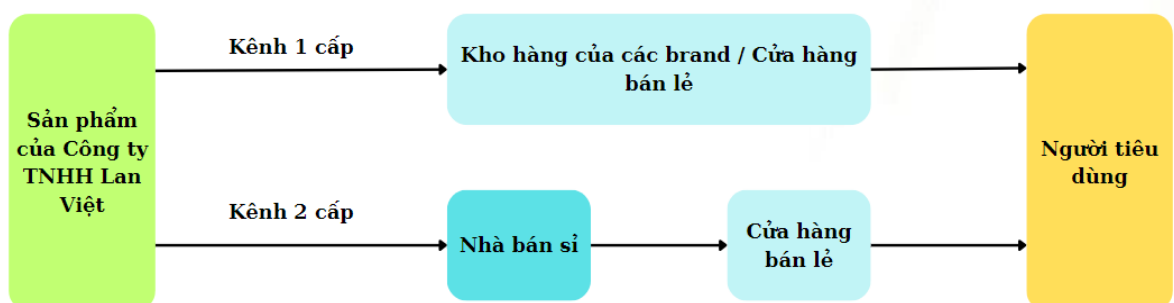 Kênh 1 cấp
Kho hàng của các brand / Cửa hàng
bán lẻ
Sản phẩm
của Công ty
TNHH Lan
Việt
Người tiêu
dùng
Kênh 2 cấp
Nhà bán sỉ
Cửa hàng
bán lẻ